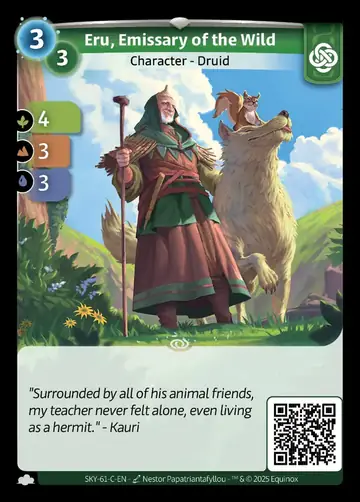 3
3
Eru, Emissary of the Wild
Character - Druid
4
3
3
"Surrounded by all of his animal friends,
my teacher never felt alone, even living
as a hermit." - Kauri
SKY-61-C-EN - Nestor Papatriantafyllou - ™ & © 2025 Equinox